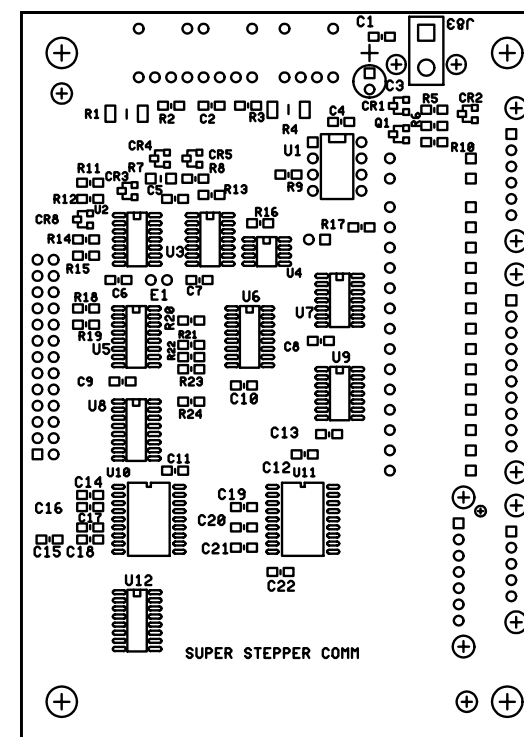 C1
J83
C3
R1
R2
C2
R3
R4
C4
CR1
R5
CR2
Q1
R6
R10
CR4
CR5
U1
R7
R8
R11
CR3
C5
R9
R12
R13
U2
CR8
R16
R17
R14
U3
R15
U4
C6
E1
C7
R18
R20
U6
U7
R19
R21
U5
R22
C8
U9
R23
C9
C10
U8
R24
C13
C11
C12
U10
U11
C14
C19
C16
C17
C20
C15
C18
C21
C22
U12
SUPER STEPPER COMM